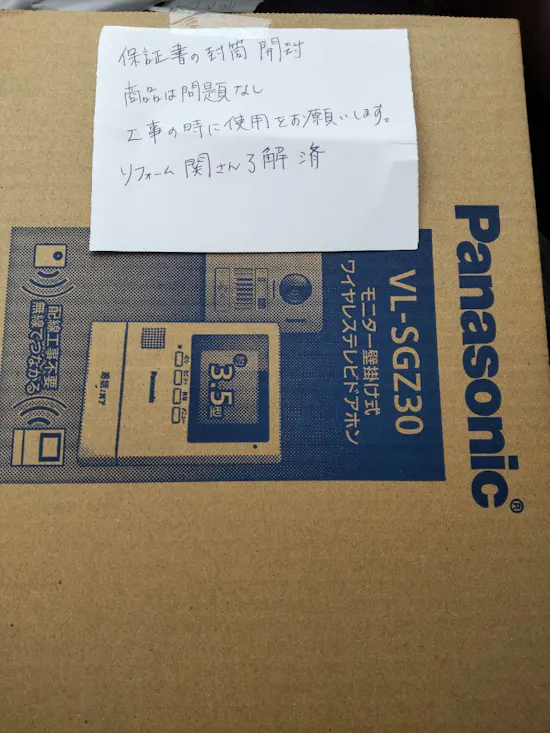 保証書の封筒 開封
商品は問題なし
工事の時に使用をお願いします。
リフォーム 関さん了解済
Panasonic®
VL-SGZ30
モニター壁掛け式
ワイヤレステレビドアホン
約
3.5型
Panasonic
配線工事不要
無線でつながる